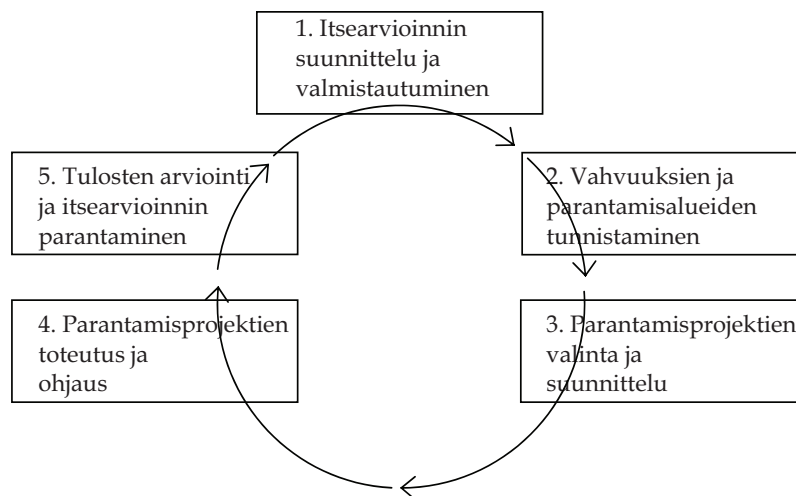 1. Itsearvioinnin
suunnittelu ja
valmistautuminen
2. Vahvuuksien ja
parantamisalueiden
tunnistaminen
3. Parantamisprojektien
valinta ja
suunnittelu
4. Parantamisprojektien
toteutus ja
ohjaus
5. Tulosten arviointi
ja itsearvioinnin
parantaminen